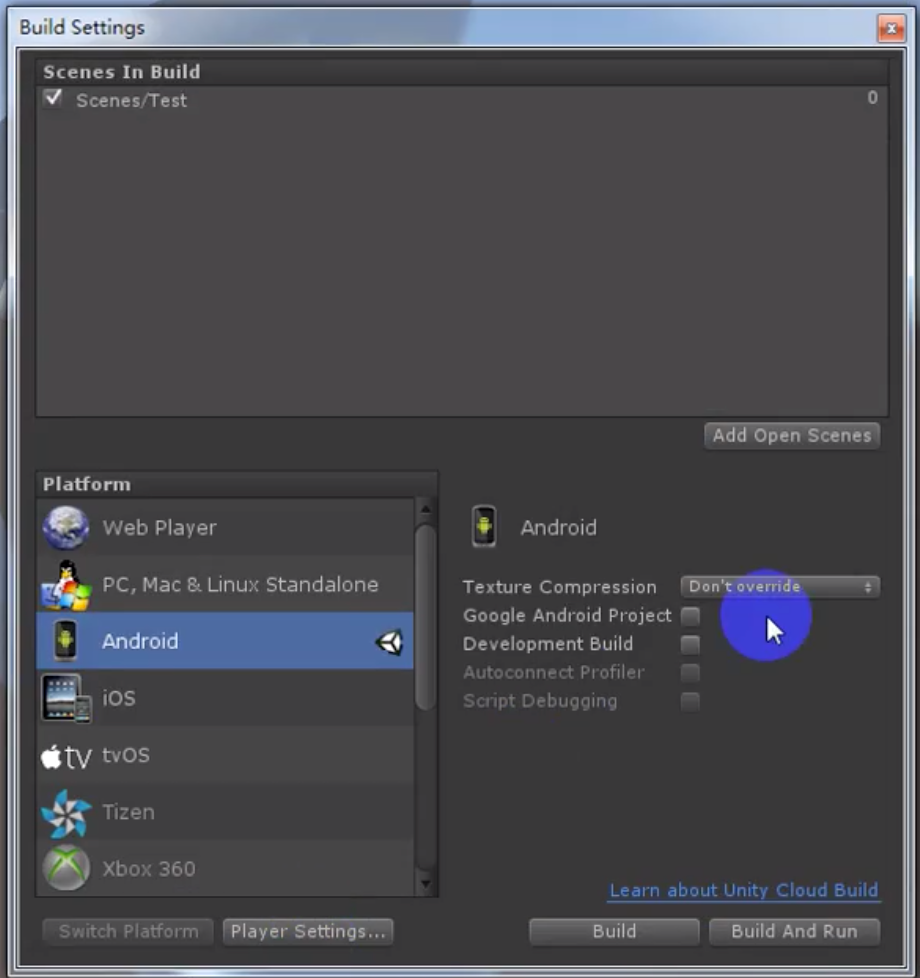 Build Settings
Scenes In Build
Scenes/Test 0
Add Open Scenes
Platform
Web Player
PC, Mac & Linux Standalone
Android
iOS
tv tvOS
Tizen
Xbox 360
Android
Texture Compression Don't override
Google Android Project
Development Build
Autoconnect Profiler
Script Debugging
Learn about Unity Cloud Build
Switch Platform Player Settings... Build Build And Run